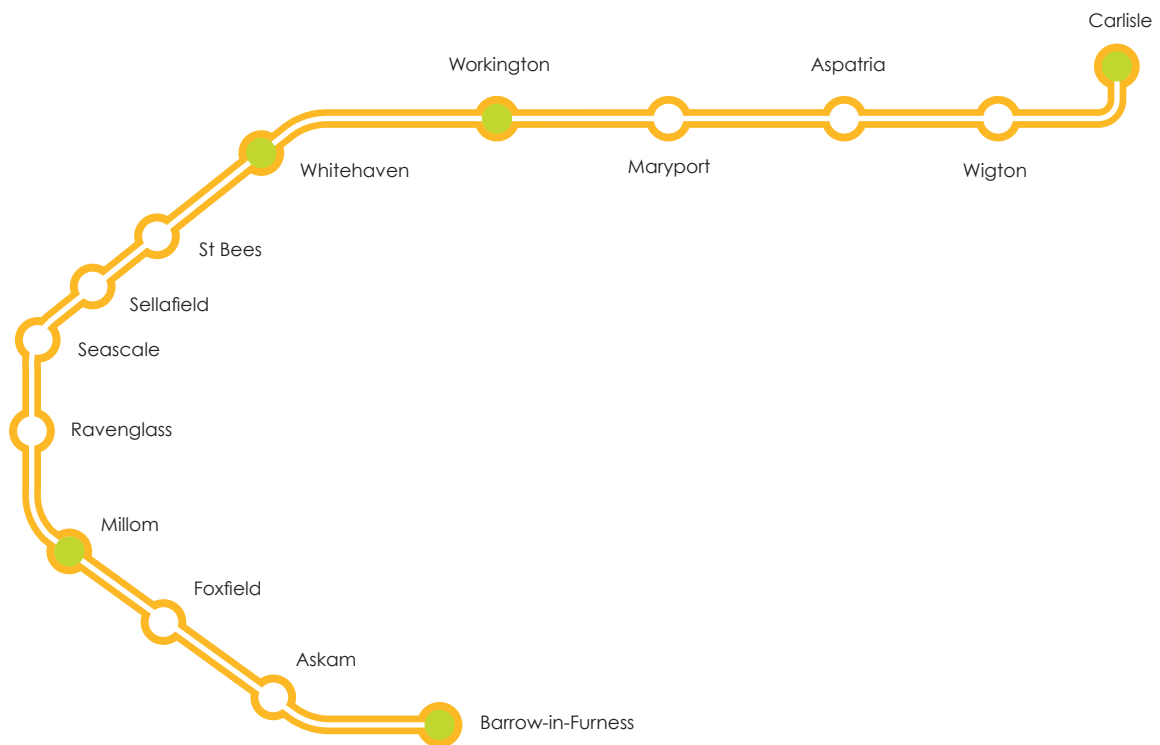 Carlisle
Workington
Aspatria
Whitehaven
Maryport
Wigton
St Bees
Sellafield
Seascale
Ravenglass
Millom
Foxfield
Askam
Barrow-in-Furness